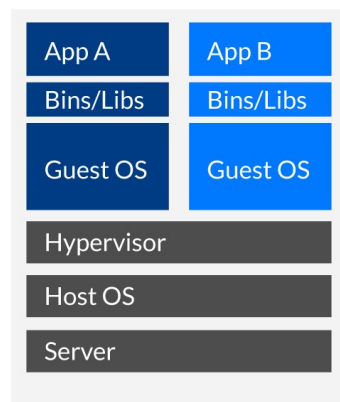 App A
App B
Bins/Libs
Bins/Libs
Guest OS
Guest OS
Hypervisor
Host OS
Server